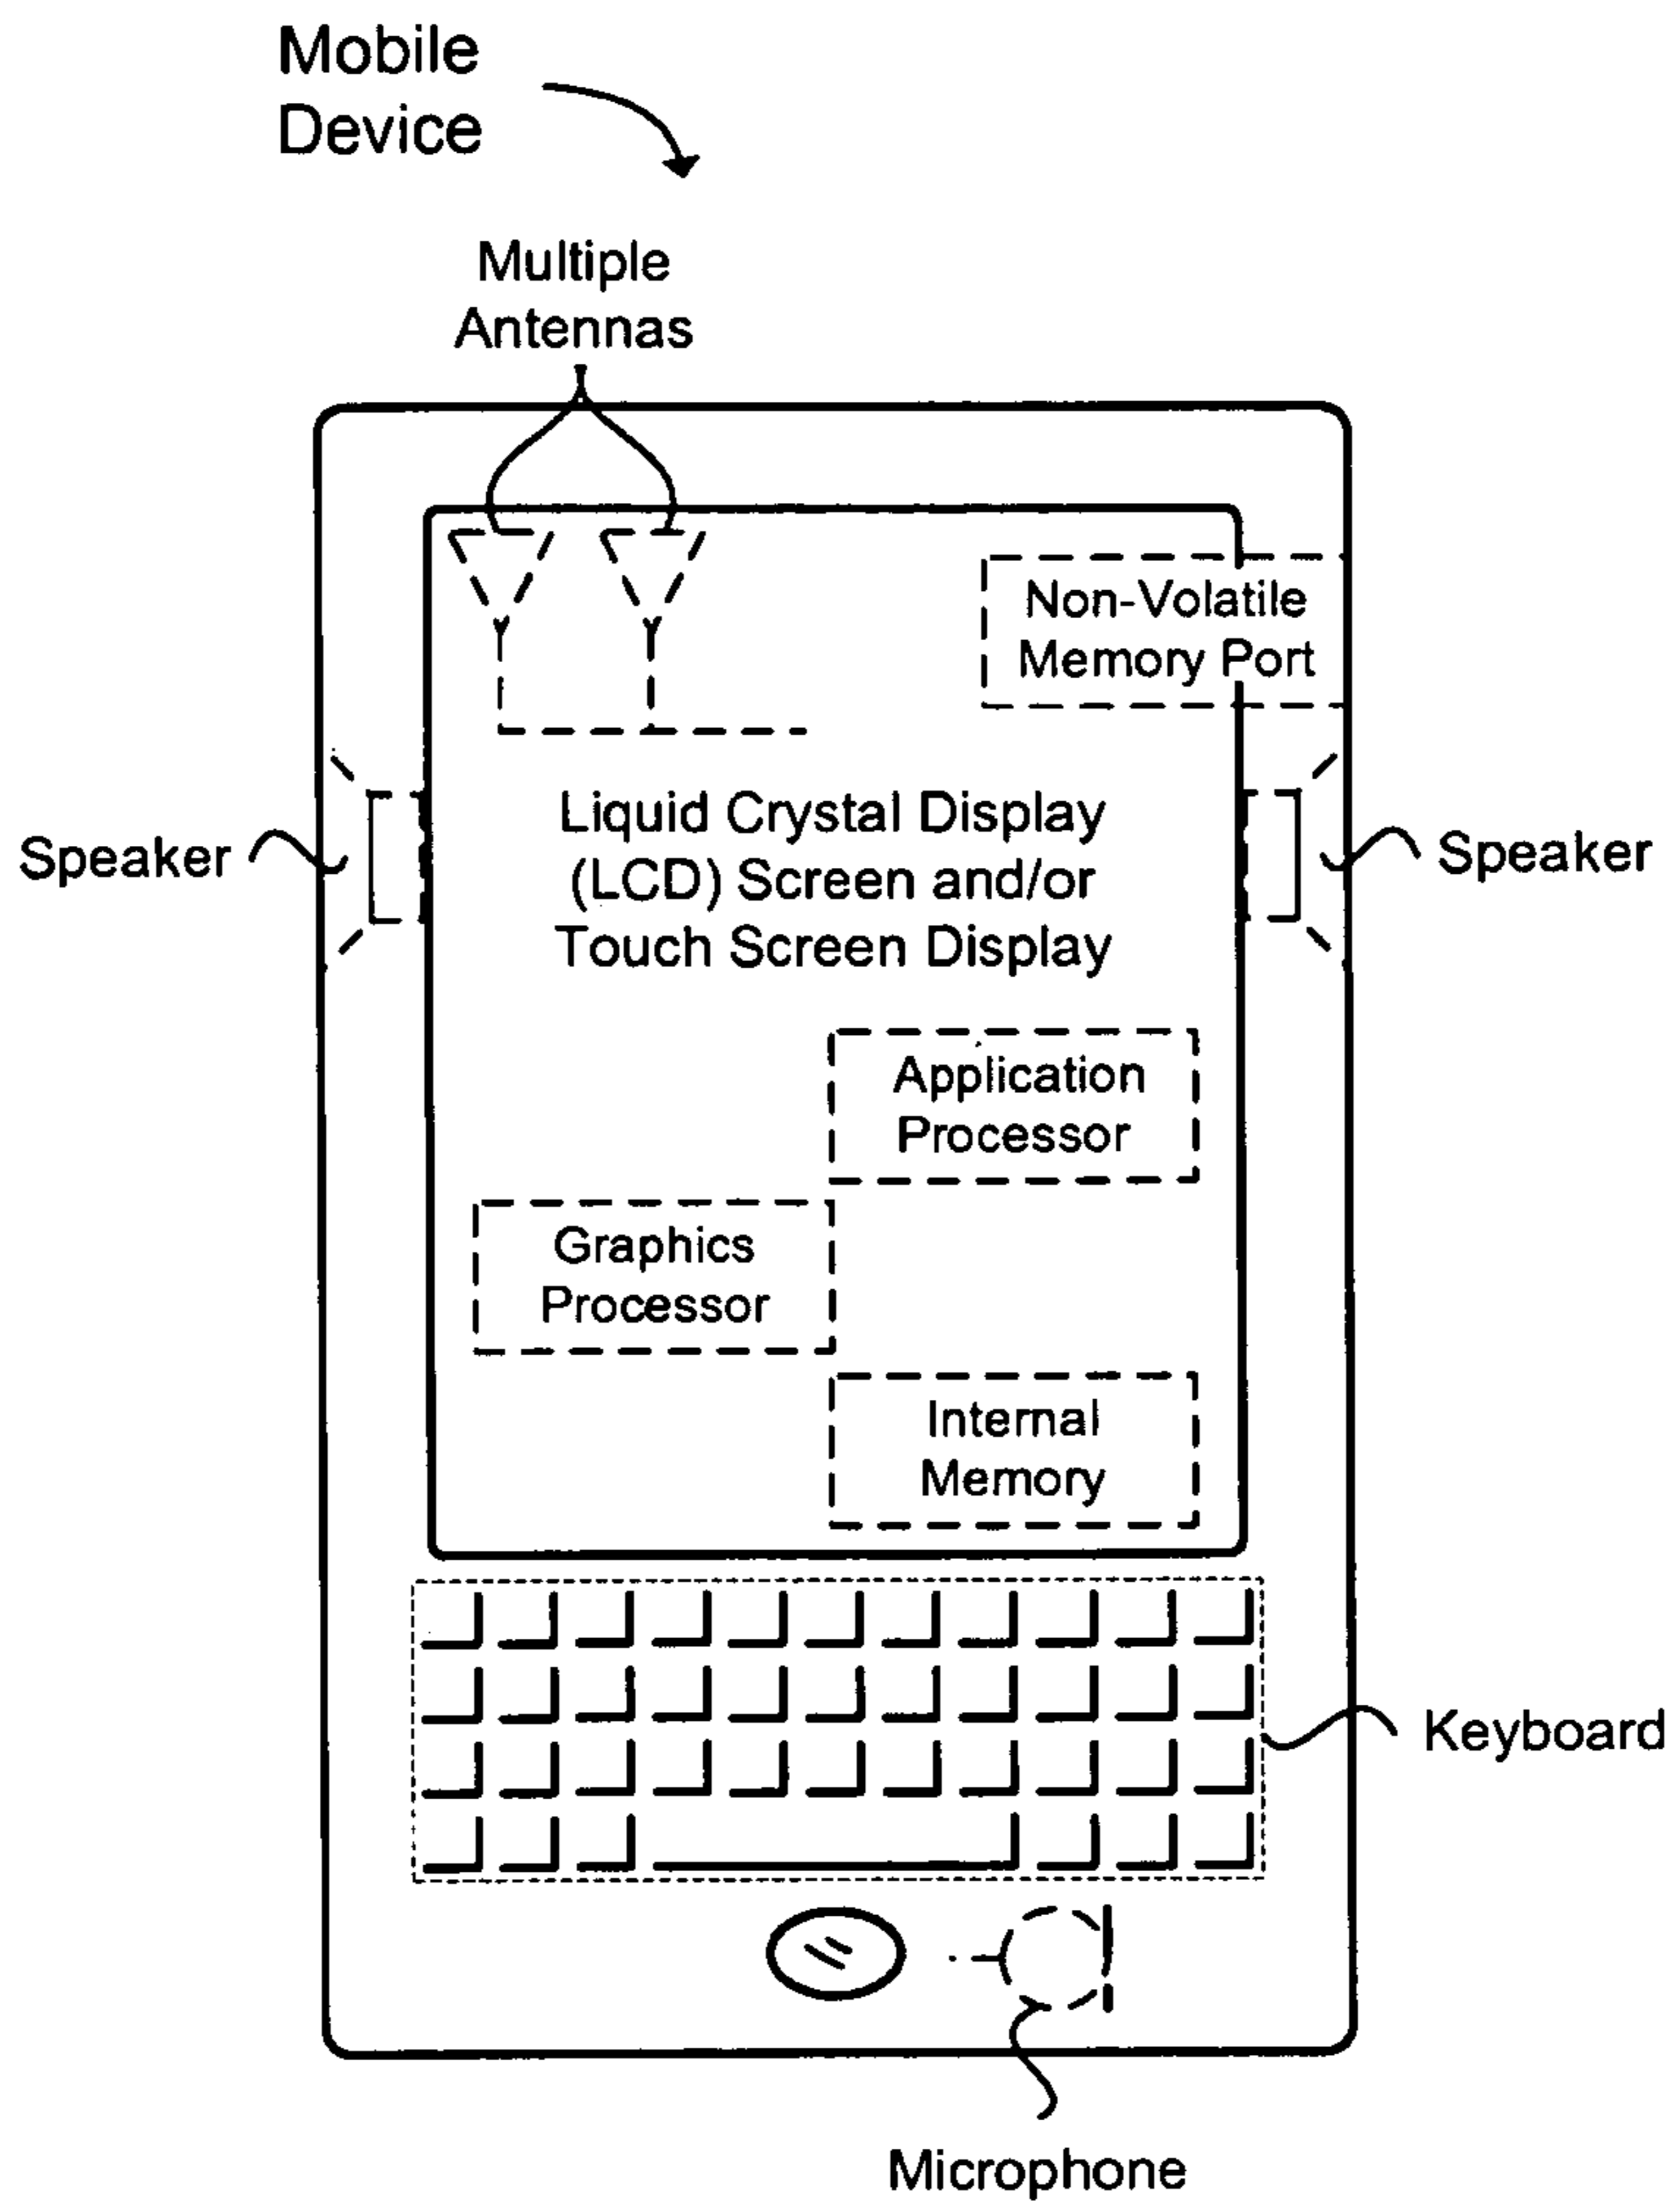 Mobile
Device
Multiple
Antennas
Non-Volatile
Memory Port
Liquid Crystal Display
(LCD) Screen and/or
Touch Screen Display
Speaker
Speaker
Application
Processor
Graphics
Processor
Internal
Memory
Keyboard
Microphone